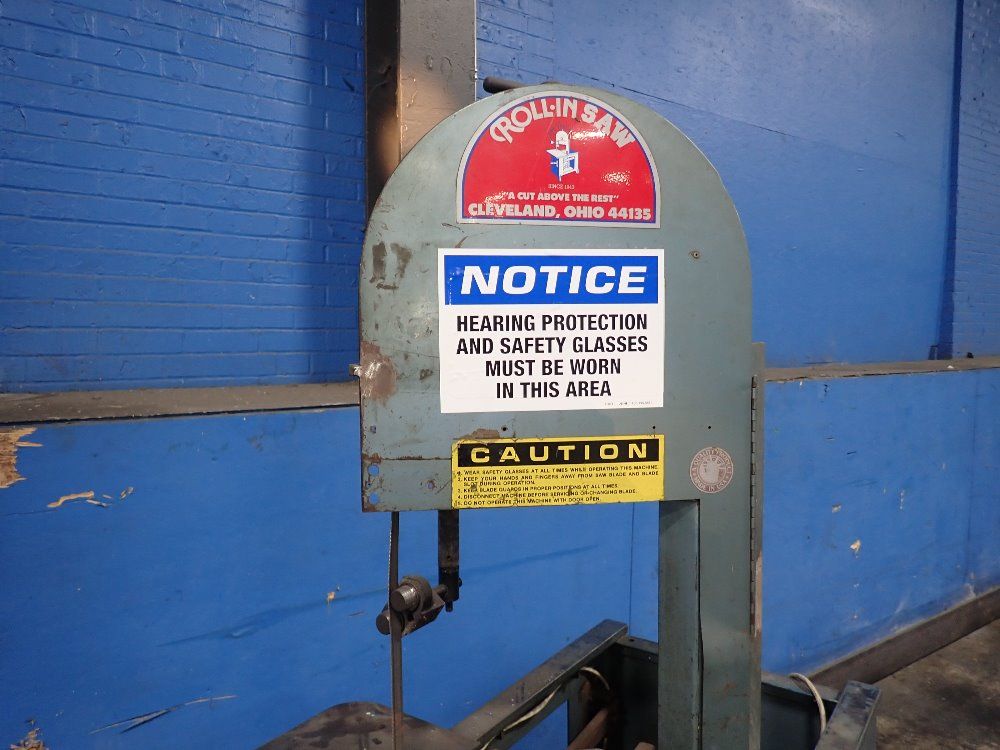 ROLL-IN SAW
SINCE 1943
"A CUT ABOVE THE REST"
CLEVELAND, OHIO 44135
NOTICE
HEARING PROTECTION
AND SAFETY GLASSES
MUST BE WORN
IN THIS AREA
CAUTION
1. WEAR SAFETY GLASSES AT ALL TIMES WHILE OPERATING THIS MACHINE.
2. KEEP YOUR HANDS AND FINGERS AWAY FROM SAW BLADE AND BLADE
SLOT DURING OPERATION.
3. KEEP BLADE GUARDS IN PROPER POSITIONS AT ALL TIMES.
4. DISCONNECT MACHINE BEFORE SERVICING OR CHANGING BLADE.
5. DO NOT OPERATE THIS MACHINE WITH DOOR OPEN.